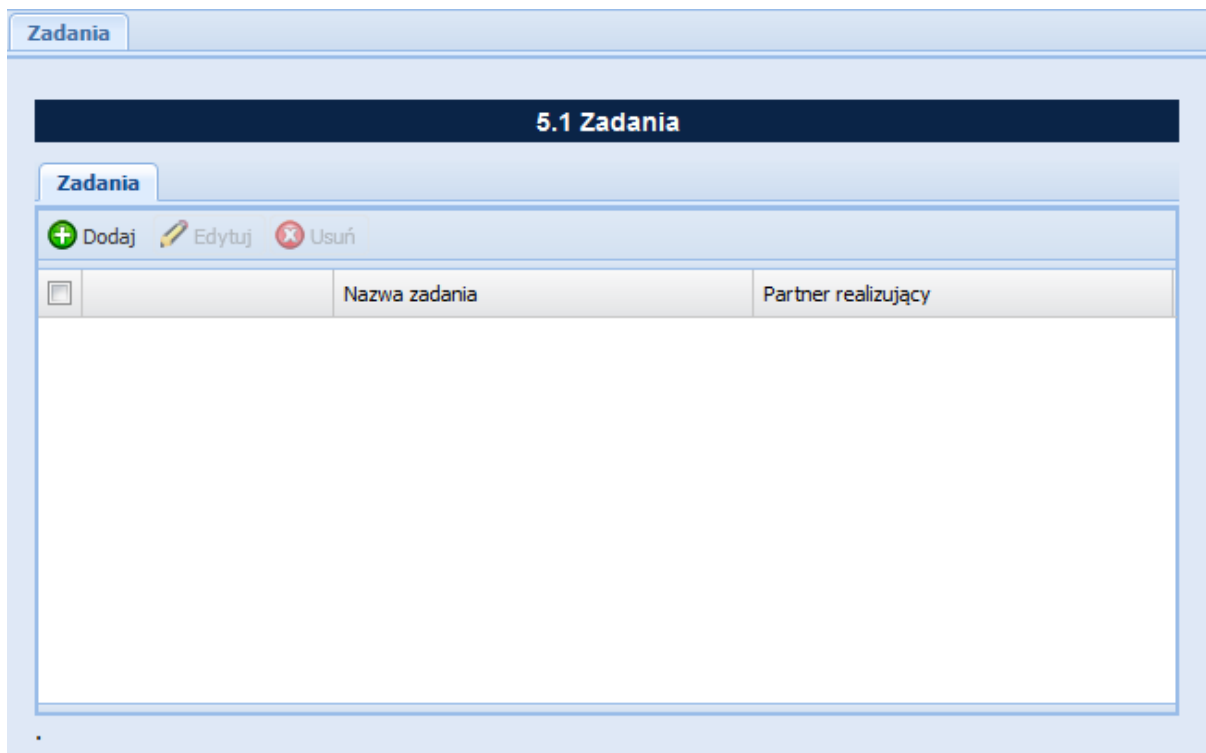 Zadania
5.1 Zadania
Zadania
Dodaj Edytuj Usuń
Nazwa zadania Partner realizujący
.